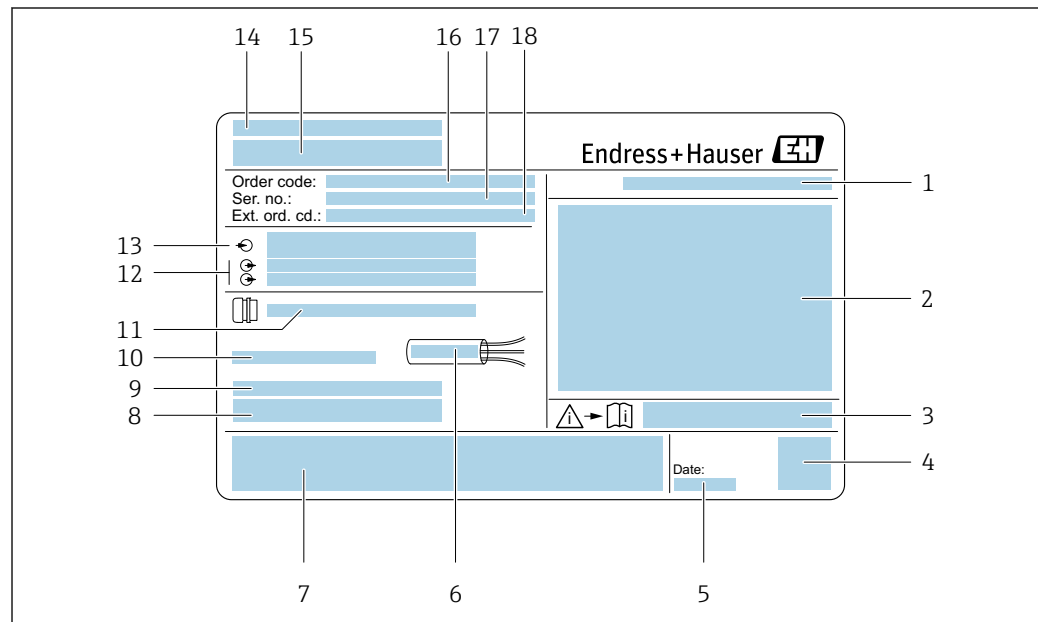 14 15 16 17 18
Endress+Hauser EH
Order code:
Ser. no.:
Ext. ord. cd.:
1
13
12
2
11
10
9
8
i i
3
4
Date:
7 6 5